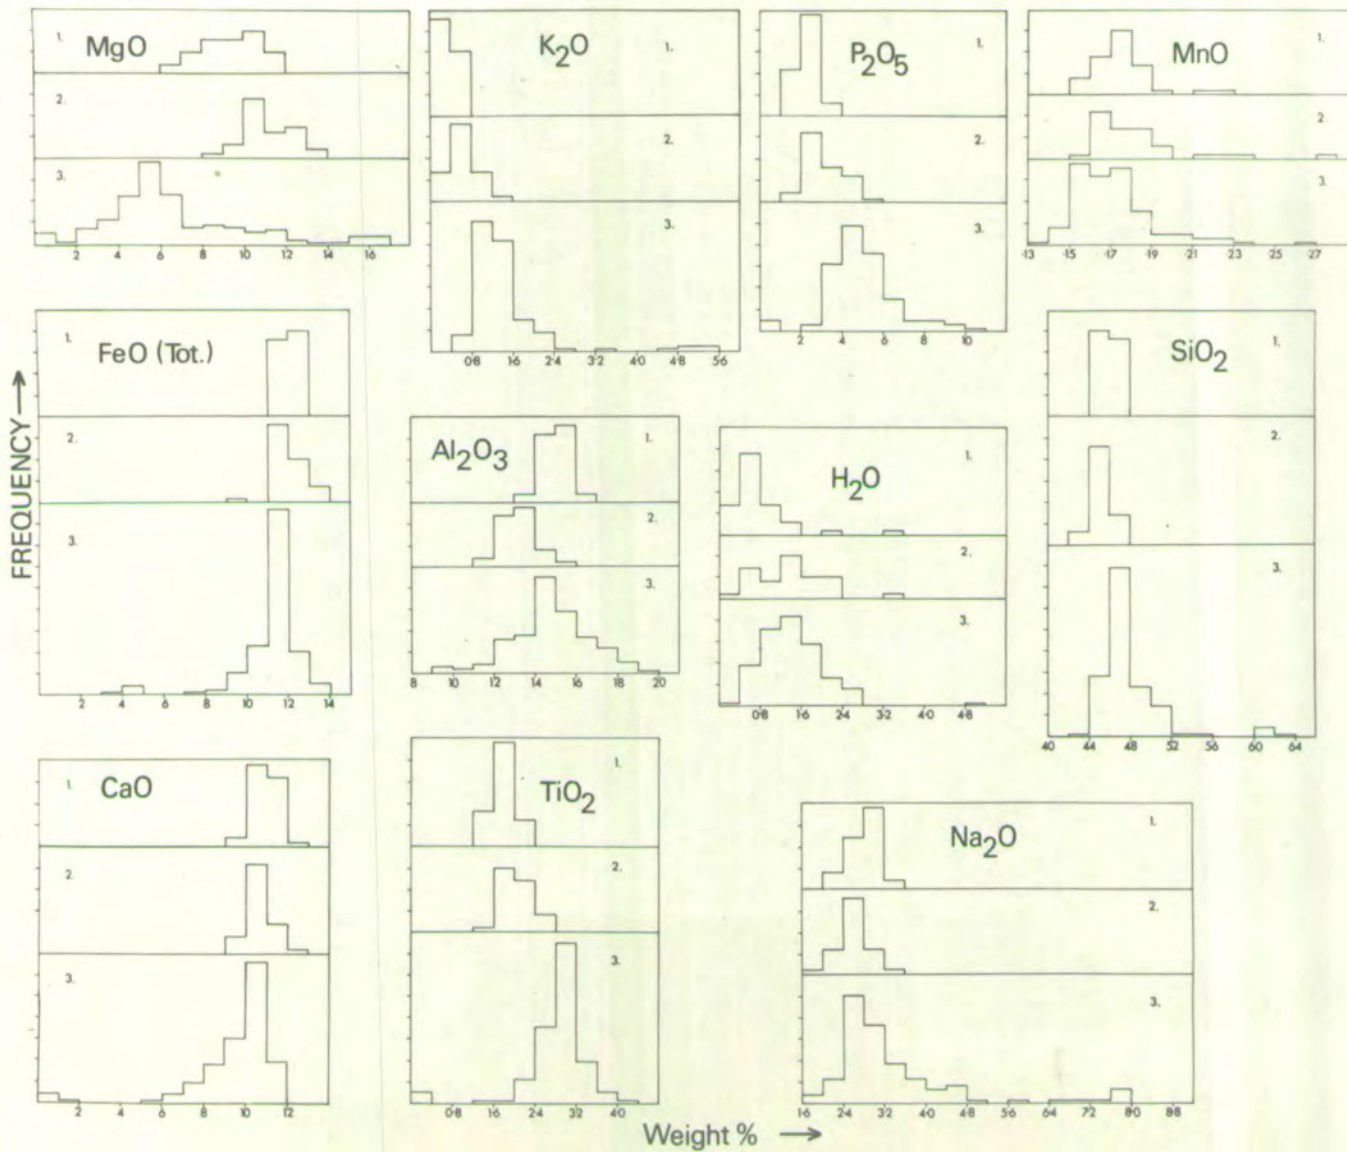 1. MgO
2.
3.
2 4 6 8 10 12 14 16
K₂O 1.
2.
3.
0·8 1·6 2·4 3·2 4·0 4·8 5·6
P₂O₅ 1.
2.
3.
2 4 6 8 10
MnO 1.
2.
3.
·13 ·15 ·17 ·19 ·21 ·23 ·25 ·27
FREQUENCY →
1. FeO (Tot.)
2.
3.
2 4 6 8 10 12 14
Al₂O₃ 1.
2.
3.
8 10 12 14 16 18 20
H₂O 1.
2.
3.
0·8 1·6 2·4 3·2 4·0 4·8
SiO₂ 1.
2.
3.
40 44 48 52 56 60 64
1. CaO
2.
3.
2 4 6 8 10 12
TiO₂ 1.
2.
3.
0·8 1·6 2·4 3·2 4·0
Na₂O 1.
2.
3.
1·6 2·4 3·2 4·0 4·8 5·6 6·4 7·2 8·0 8·8
Weight % →